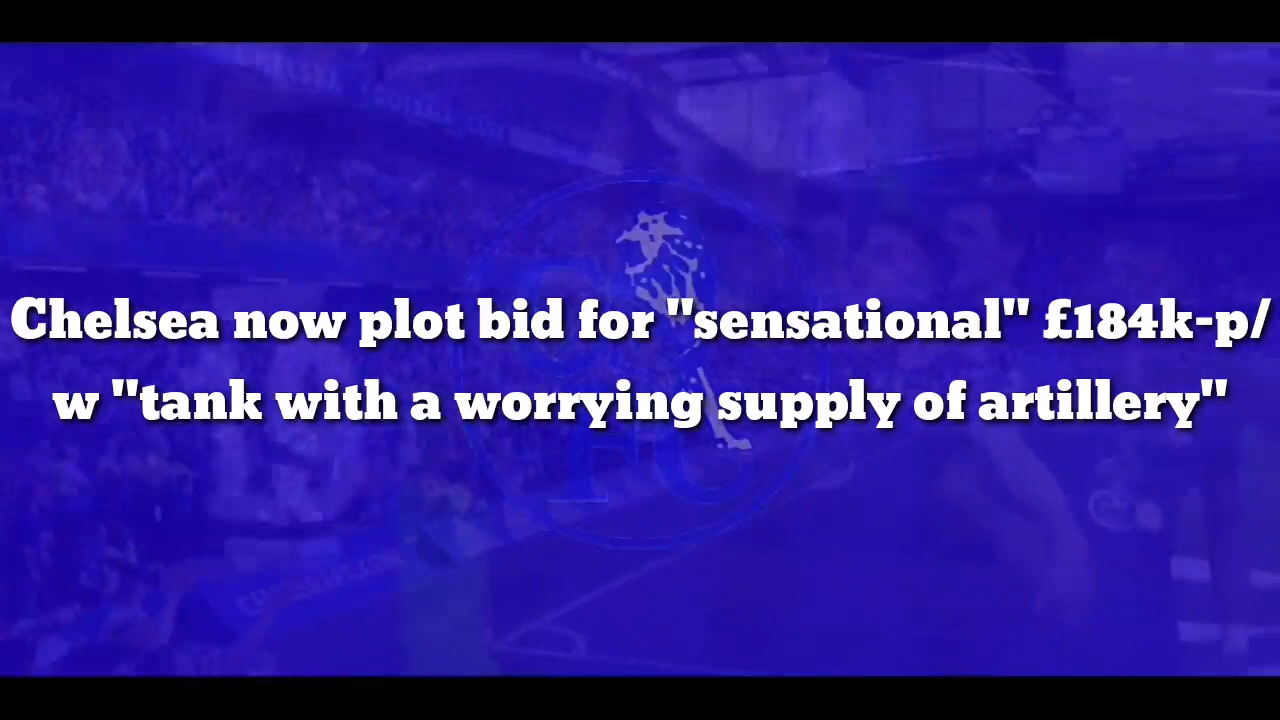 Chelsea now plot bid for "sensational" £184k-p/
w "tank with a worrying supply of artillery"